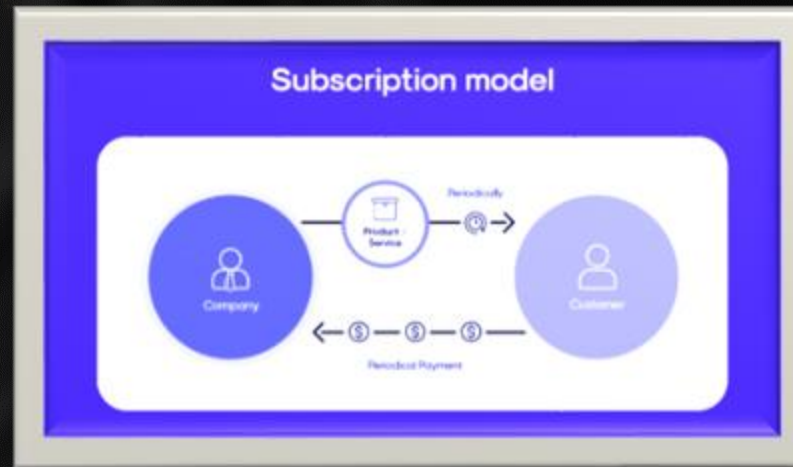 Subscription model
Periodically
Product -
Service
Company
Customer
Periodical Payment